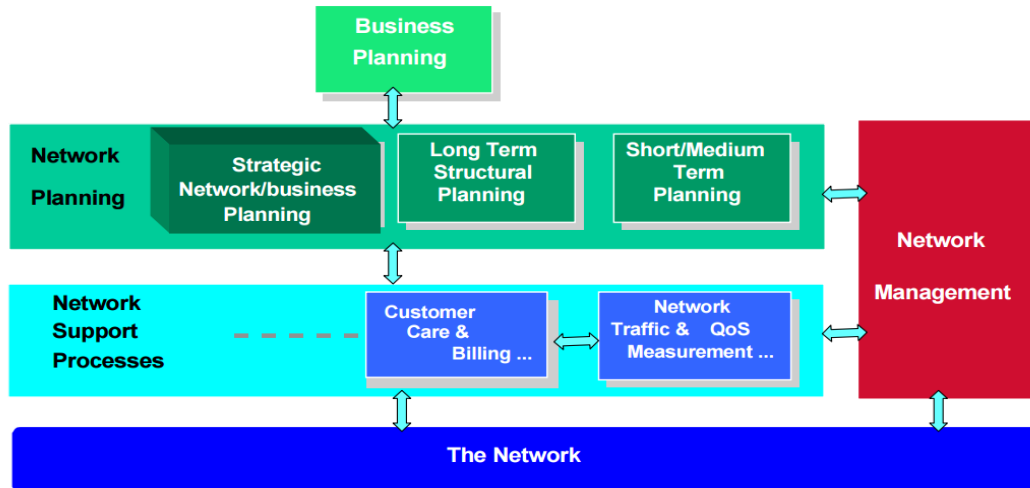 Business
Planning
Network
Planning
Strategic
Network/business
Planning
Long Term
Structural
Planning
Short/Medium
Term
Planning
Network
Management
Network
Support
Processes
Customer
Care &
Billing ...
Network
Traffic & QoS
Measurement ...
The Network